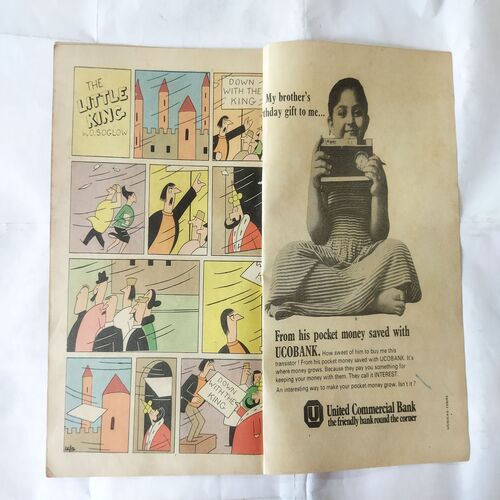 THE
LITTLE
KING
by O. SOGLOW
DOWN
WITH THE
KING
DOWN
WITH THE
KING
12/6
My brother's
thday gift to me...
From his pocket money saved with
UCOBANK. How sweet of him to buy me this
transistor! From his pocket money saved with UCOBANK. It's
where money grows. Because they pay you something for
keeping your money with them. They call it INTEREST.
An interesting way to make your pocket money grow. Isn't it?
United Commercial Bank
the friendly bank round the corner